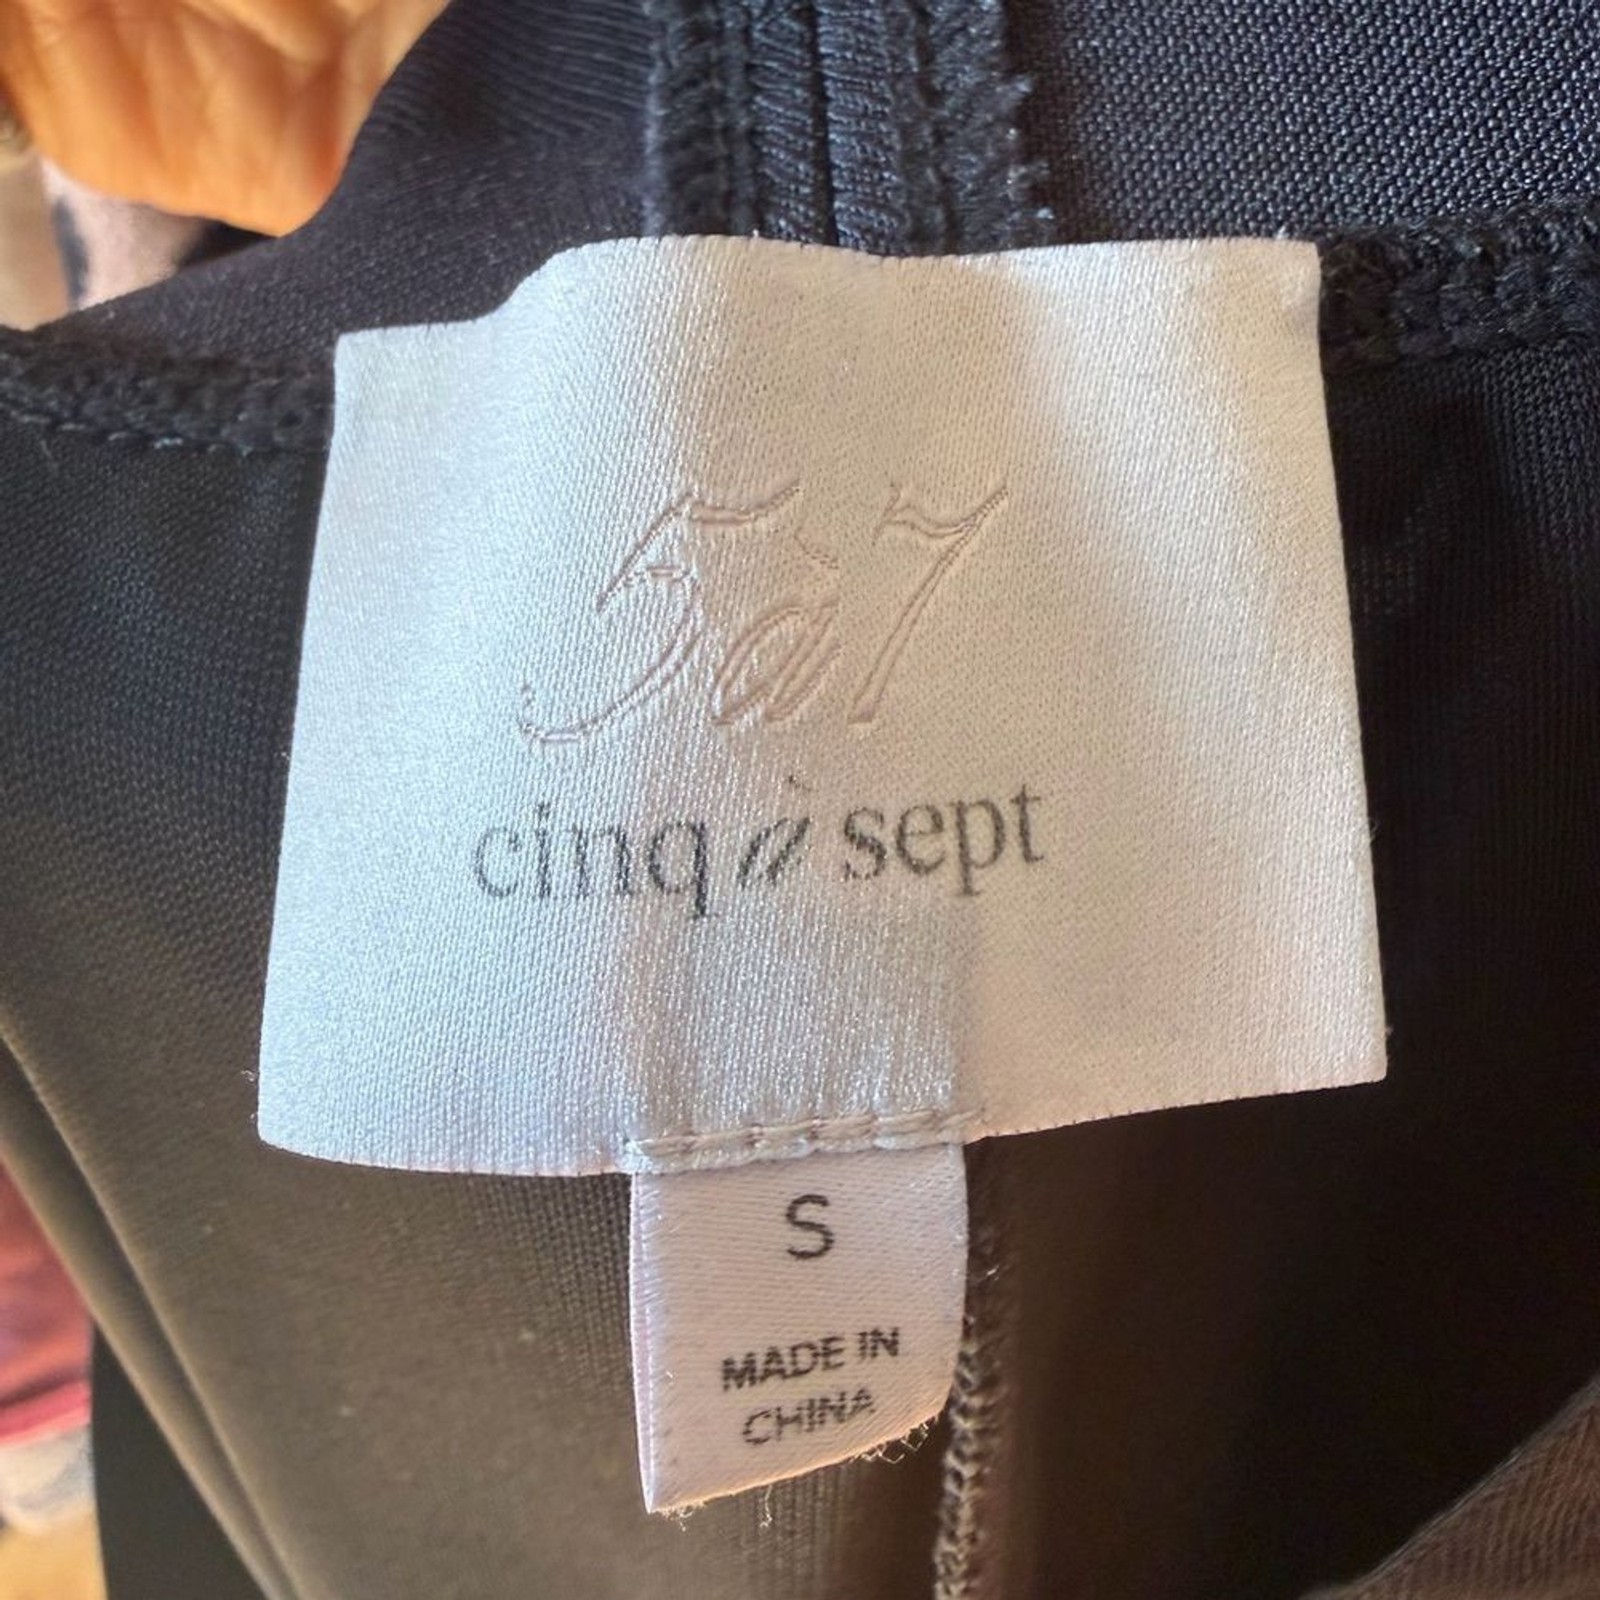 5à7
cinq à sept
S
MADE IN
CHINA